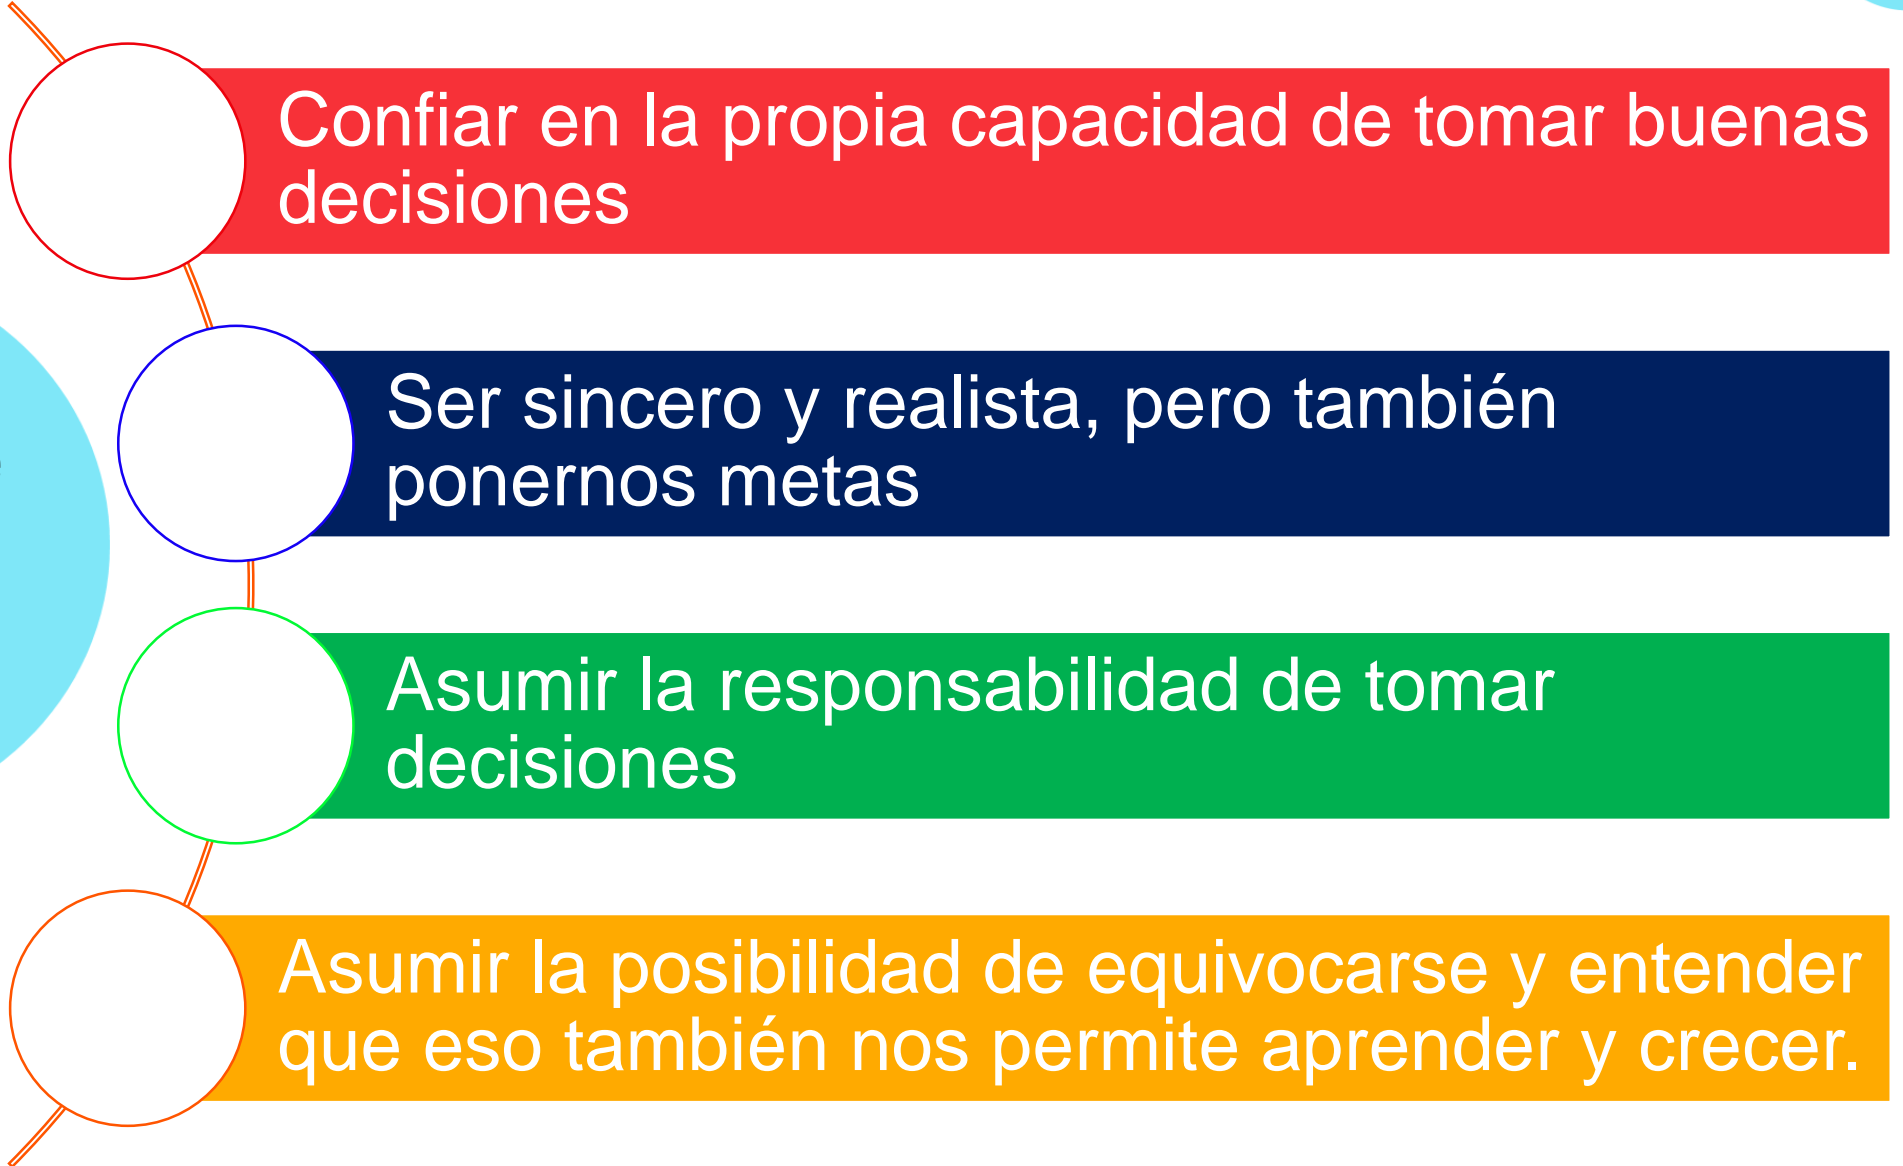 Confiar en la propia capacidad de tomar buenas
decisiones
Ser sincero y realista, pero también
ponernos metas
Asumir la responsabilidad de tomar
decisiones
Asumir la posibilidad de equivocarse y entender
que eso también nos permite aprender y crecer.